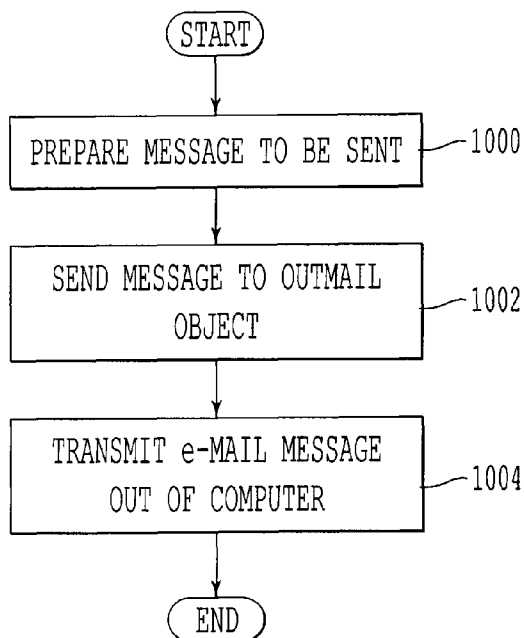 START
PREPARE MESSAGE TO BE SENT
1000
SEND MESSAGE TO OUTMAIL
OBJECT
1002
TRANSMIT e-MAIL MESSAGE
OUT OF COMPUTER
1004
END